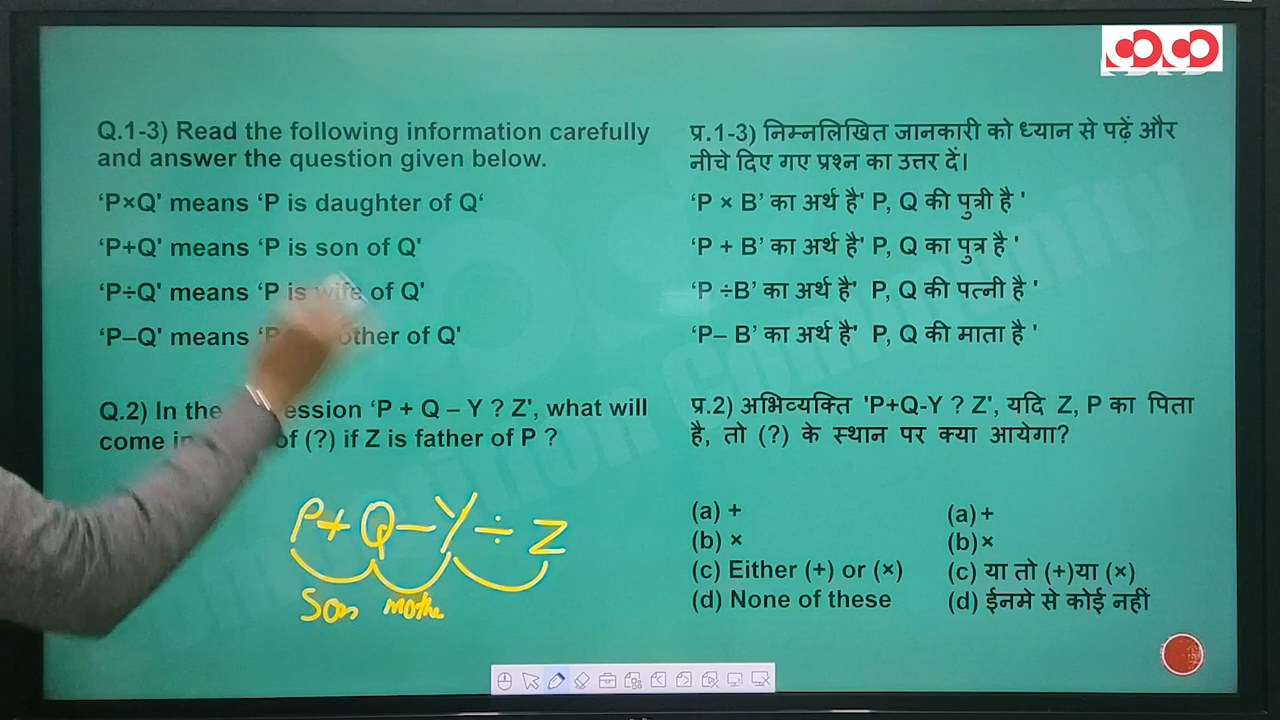 Q.1-3) Read the following information carefully
and answer the question given below.
‘P×Q' means ‘P is daughter of Q‘
‘P+Q' means ‘P is son of Q'
‘P÷Q' means ‘P is wife of Q'
‘P–Q' means ‘P other of Q'
Q.2) In the ession ‘P + Q – Y ? Z', what will
come in of (?) if Z is father of P ?
P+Q–Y÷Z
Son Mothe
प्र.1-3) निम्नलिखित जानकारी को ध्यान से पढ़ें और
नीचे दिए गए प्रश्न का उत्तर दें।
‘P × B’ का अर्थ है' P, Q की पुत्री है '
‘P + B’ का अर्थ है' P, Q का पुत्र है '
‘P ÷B’ का अर्थ है' P, Q की पत्नी है '
‘P– B’ का अर्थ है' P, Q की माता है '
प्र.2) अभिव्यक्ति 'P+Q-Y ? Z', यदि Z, P का पिता
है, तो (?) के स्थान पर क्या आयेगा?
(a) + (a) +
(b) × (b) ×
(c) Either (+) or (×) (c) या तो (+)या (×)
(d) None of these (d) ईनमे से कोई नहीं